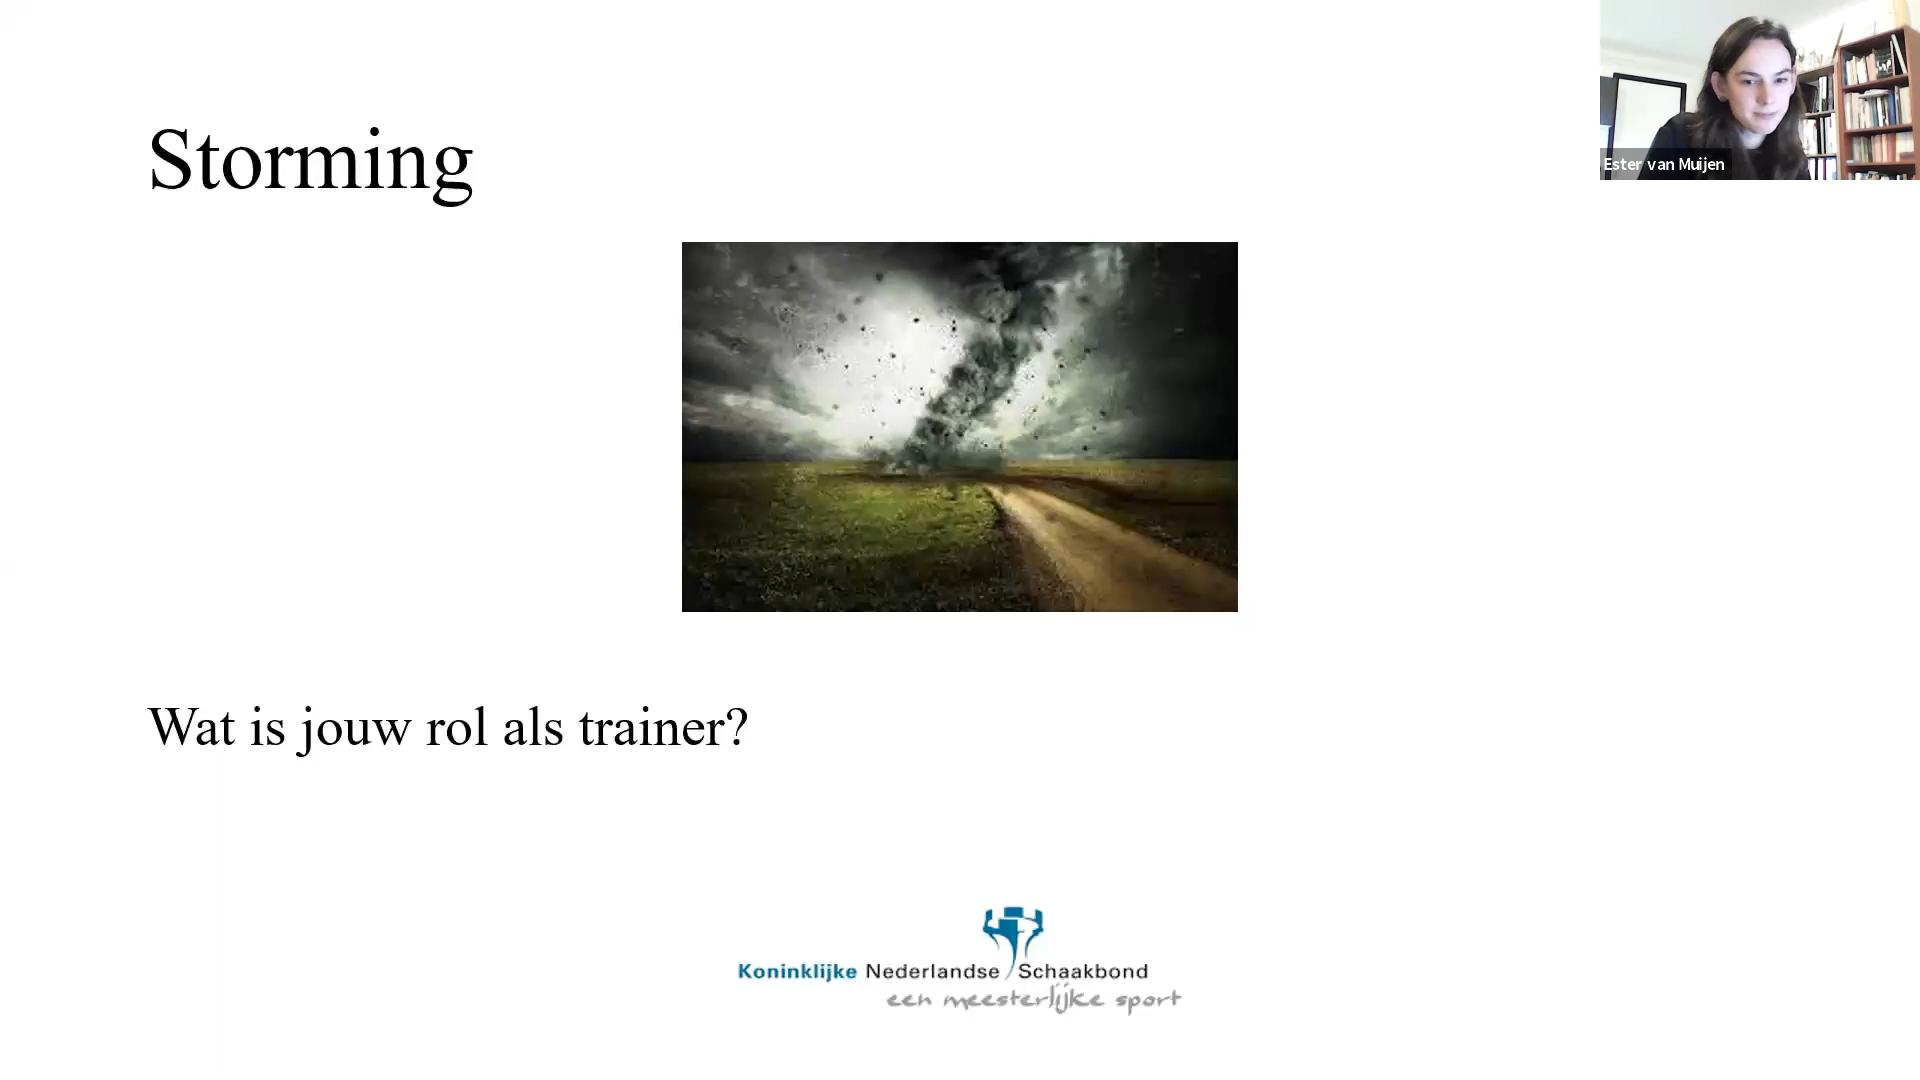 Storming
Ester van Muijen
Wat is jouw rol als trainer?
Koninklijke Nederlandse Schaakbond
een meesterlijke sport